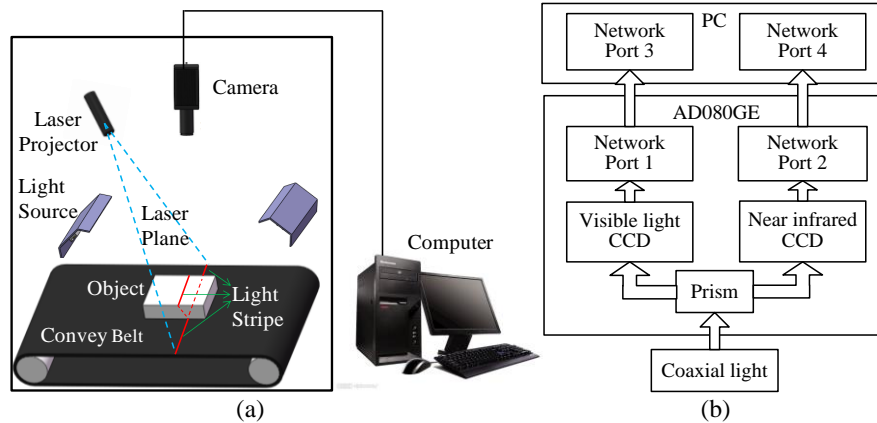 Camera
Laser
Projector
Light
Source
Laser
Plane
Object
Light
Stripe
Convey Belt
Computer
(a)
PC
Network
Port 3
Network
Port 4
AD080GE
Network
Port 1
Network
Port 2
Visible light
CCD
Near infrared
CCD
Prism
Coaxial light
(b)